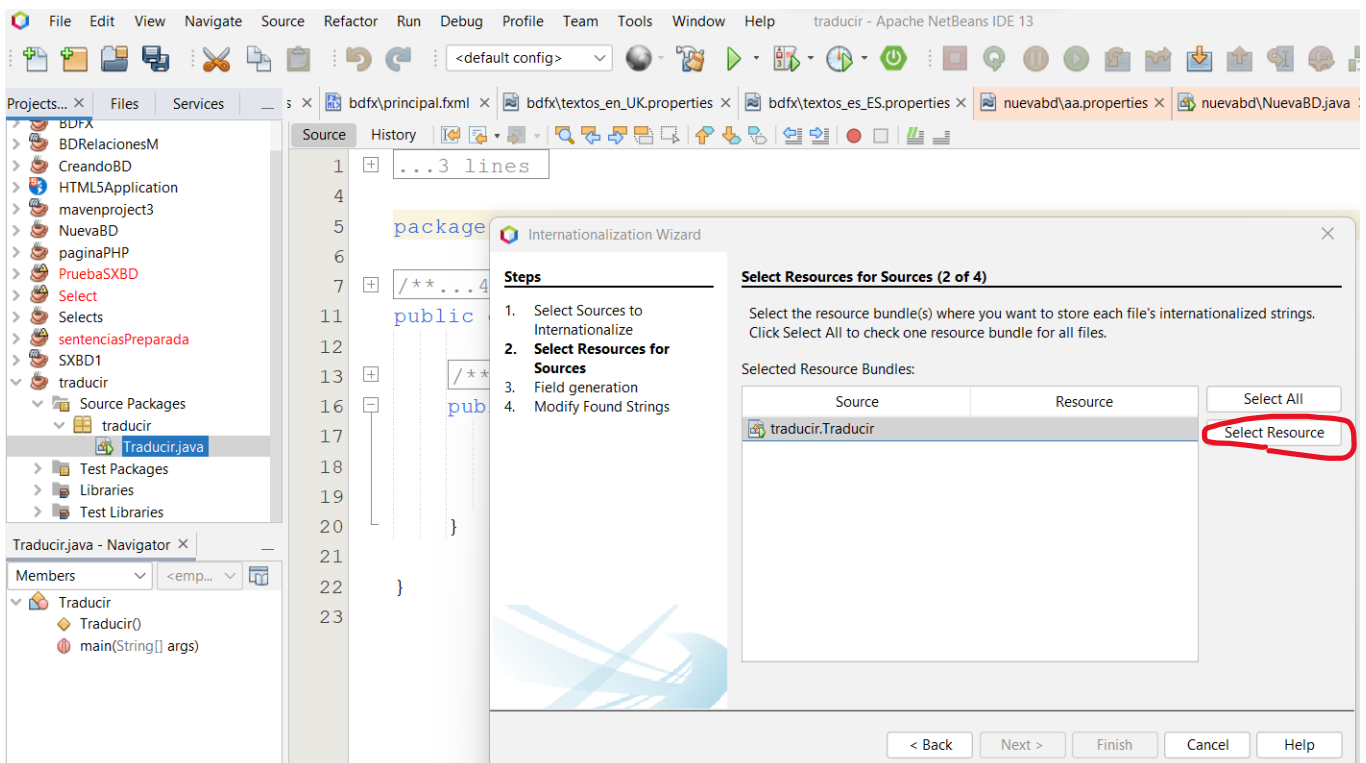 File Edit View Navigate Source Refactor Run Debug Profile Team Tools Window Help traducir - Apache NetBeans IDE 13
<default config>
Projects... Files Services
s bdfx\principal.fxml bdfx\textos_en_UK.properties bdfx\textos_es_ES.properties nuevabd\aa.properties nuevabd\NuevaBD.java
Source History
BDFX
BDRelacionesM
CreandoBD
HTML5Application
mavenproject3
NuevaBD
paginaPHP
PruebaSXBD
Select
Selects
sentenciasPreparada
SXBD1
traducir
Source Packages
traducir
Traducir.java
Test Packages
Libraries
Test Libraries
Traducir.java - Navigator
Members <emp...
Traducir
Traducir()
main(String[] args)
1 ...3 lines
4
5 package
6
7 /**...4
11 public
12
13 /**
16 pub
17
18
19
20 }
21
22 }
23
Internationalization Wizard
Steps
1. Select Sources to
Internationalize
2. Select Resources for
Sources
3. Field generation
4. Modify Found Strings
Select Resources for Sources (2 of 4)
Select the resource bundle(s) where you want to store each file's internationalized strings.
Click Select All to check one resource bundle for all files.
Selected Resource Bundles:
Source Resource
traducir.Traducir
Select All
Select Resource
< Back Next > Finish Cancel Help